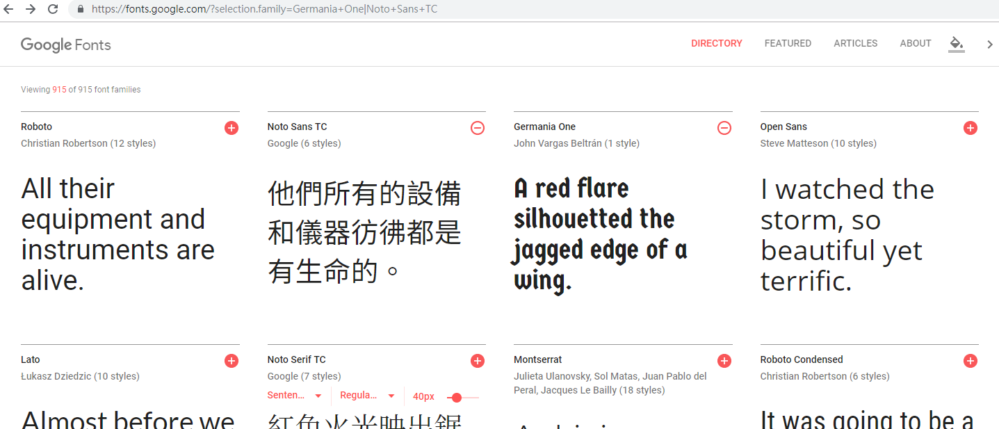 https://fonts.google.com/?selection.family=Germania+One|Noto+Sans+TC
Google Fonts
DIRECTORY
FEATURED
ARTICLES
ABOUT
Viewing 915 of 915 font families
Roboto
Christian Robertson (12 styles)
All their
equipment and
instruments are
alive.
Noto Sans TC
Google (6 styles)
他們所有的設備
和儀器彷彿都是
有生命的。
Germania One
John Vargas Beltrán (1 style)
A red flare
silhouetted the
jagged edge of a
wing.
Open Sans
Steve Matteson (10 styles)
I watched the
storm, so
beautiful yet
terrific.
Lato
Łukasz Dziedzic (10 styles)
Almost before we
Noto Serif TC
Google (7 styles)
Senten...
Regula...
40px
紅色火光映出鋸
Montserrat
Julieta Ulanovsky, Sol Matas, Juan Pablo del
Peral, Jacques Le Bailly (18 styles)
Roboto Condensed
Christian Robertson (6 styles)
It was going to be a